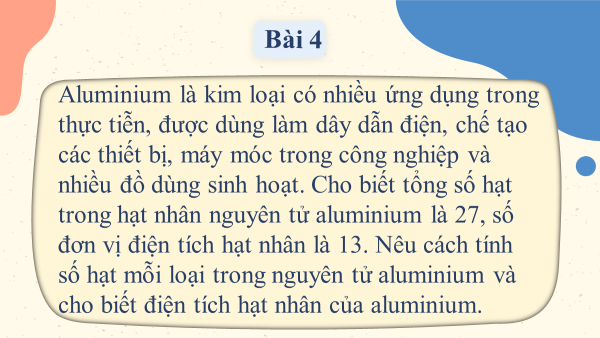 Bài 4
Aluminium là kim loại có nhiều ứng dụng trong
thực tiễn, được dùng làm dây dẫn điện, chế tạo
các thiết bị, máy móc trong công nghiệp và
nhiều đồ dùng sinh hoạt. Cho biết tổng số hạt
trong hạt nhân nguyên tử aluminium là 27, số
đơn vị điện tích hạt nhân là 13. Nêu cách tính
số hạt mỗi loại trong nguyên tử aluminium và
cho biết điện tích hạt nhân của aluminium.